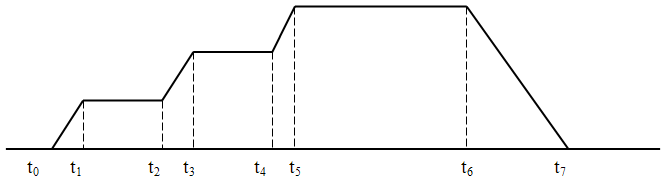 t₀ t₁ t₂ t₃ t₄ t₅ t₆ t₇